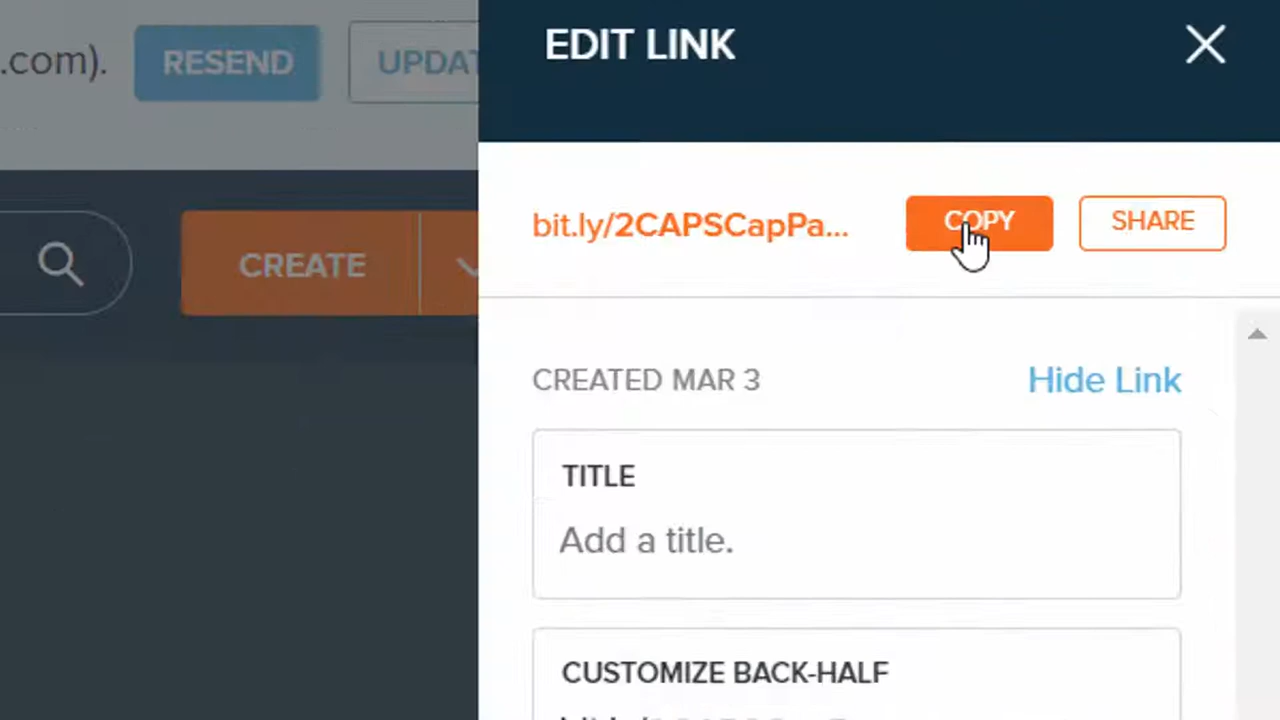 .com).
RESEND
UPDAT
EDIT LINK
CREATE
bit.ly/2CAPSCapPa...
COPY
SHARE
CREATED MAR 3
Hide Link
TITLE
Add a title.
CUSTOMIZE BACK-HALF